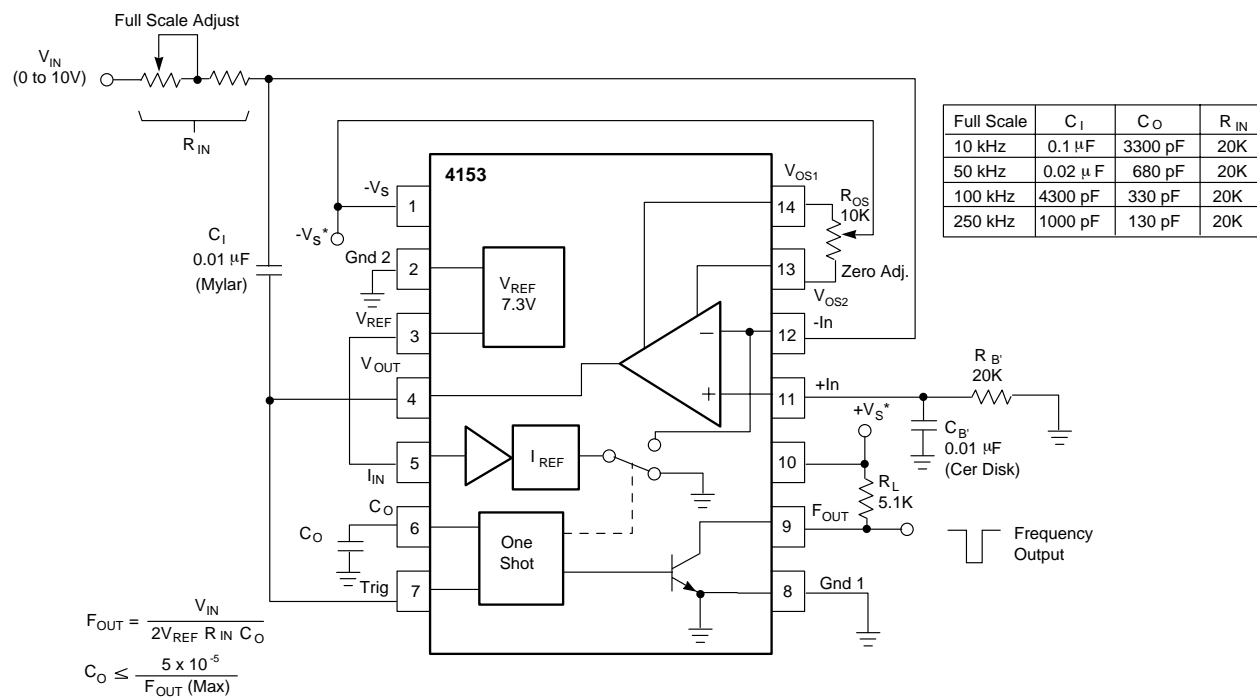 Full Scale Adjust
V_IN
(0 to 10V)
R_IN
Full Scale C_I C_O R_IN
10 kHz 0.1 μF 3300 pF 20K
50 kHz 0.02 μ F 680 pF 20K
100 kHz 4300 pF 330 pF 20K
250 kHz 1000 pF 130 pF 20K
4153
-V_S
1
-V_S*
C_I
0.01 μF
(Mylar)
Gnd 2
2
V_REF
7.3V
V_REF
3
V_OUT
4
I_IN
5
I_REF
C_O
6
C_O
One
Shot
Trig
7
V_OS1
14
R_OS
10K
13
Zero Adj.
V_OS2
-In
12
−
+
+In
11
R_B'
20K
C_B'
0.01 μF
(Cer Disk)
+V_S*
10
R_L
5.1K
F_OUT
9
Frequency
Output
Gnd 1
8
F_OUT = V_IN / 2V_REF R_IN C_O
C_O ≤ 5 x 10^-5 / F_OUT (Max)